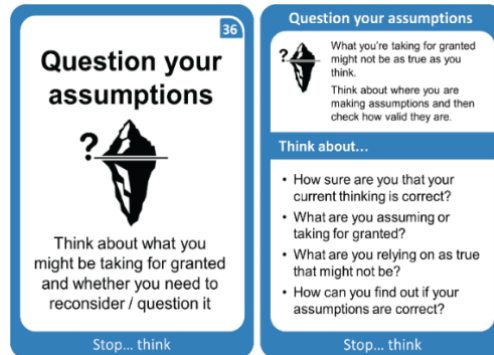 36
Question your
assumptions
?
Think about what you
might be taking for granted
and whether you need to
reconsider / question it
Stop... think
Question your assumptions
?
What you're taking for granted
might not be as true as you
think.
Think about where you are
making assumptions and then
check how valid they are.
Think about...
• How sure are you that your
current thinking is correct?
• What are you assuming or
taking for granted?
• What are you relying on as true
that might not be?
• How can you find out if your
assumptions are correct?
Stop... think